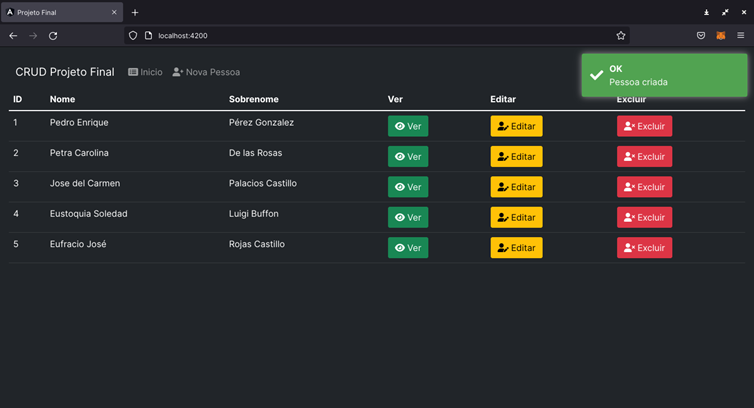 Projeto Final
localhost:4200
CRUD Projeto Final Inicio Nova Pessoa
OK
Pessoa criada
ID Nome Sobrenome Ver Editar Excluir
1 Pedro Enrique Pérez Gonzalez Ver Editar Excluir
2 Petra Carolina De las Rosas Ver Editar Excluir
3 Jose del Carmen Palacios Castillo Ver Editar Excluir
4 Eustoquia Soledad Luigi Buffon Ver Editar Excluir
5 Eufracio José Rojas Castillo Ver Editar Excluir